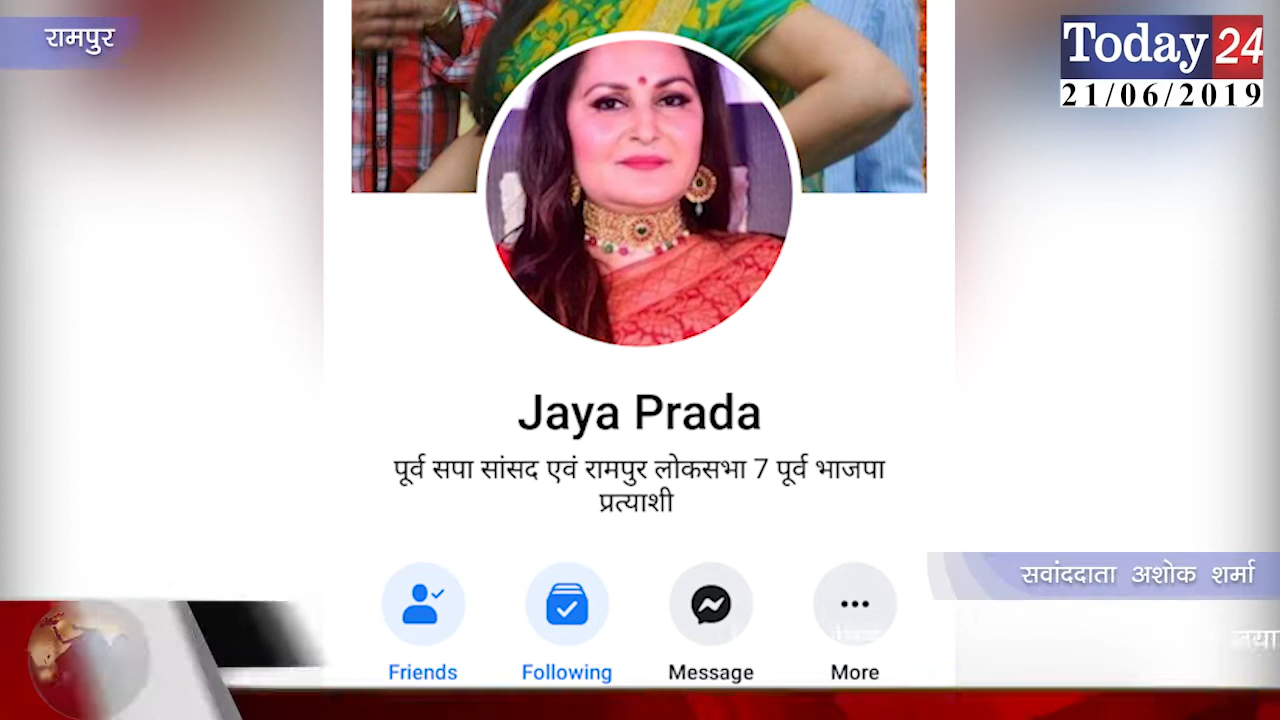 रामपुर
Today 24
21/06/2019
Jaya Prada
पूर्व सपा सांसद एवं रामपुर लोकसभा 7 पूर्व भाजपा
प्रत्याशी
सवांददाता अशोक शर्मा
Friends
Following
Message
More